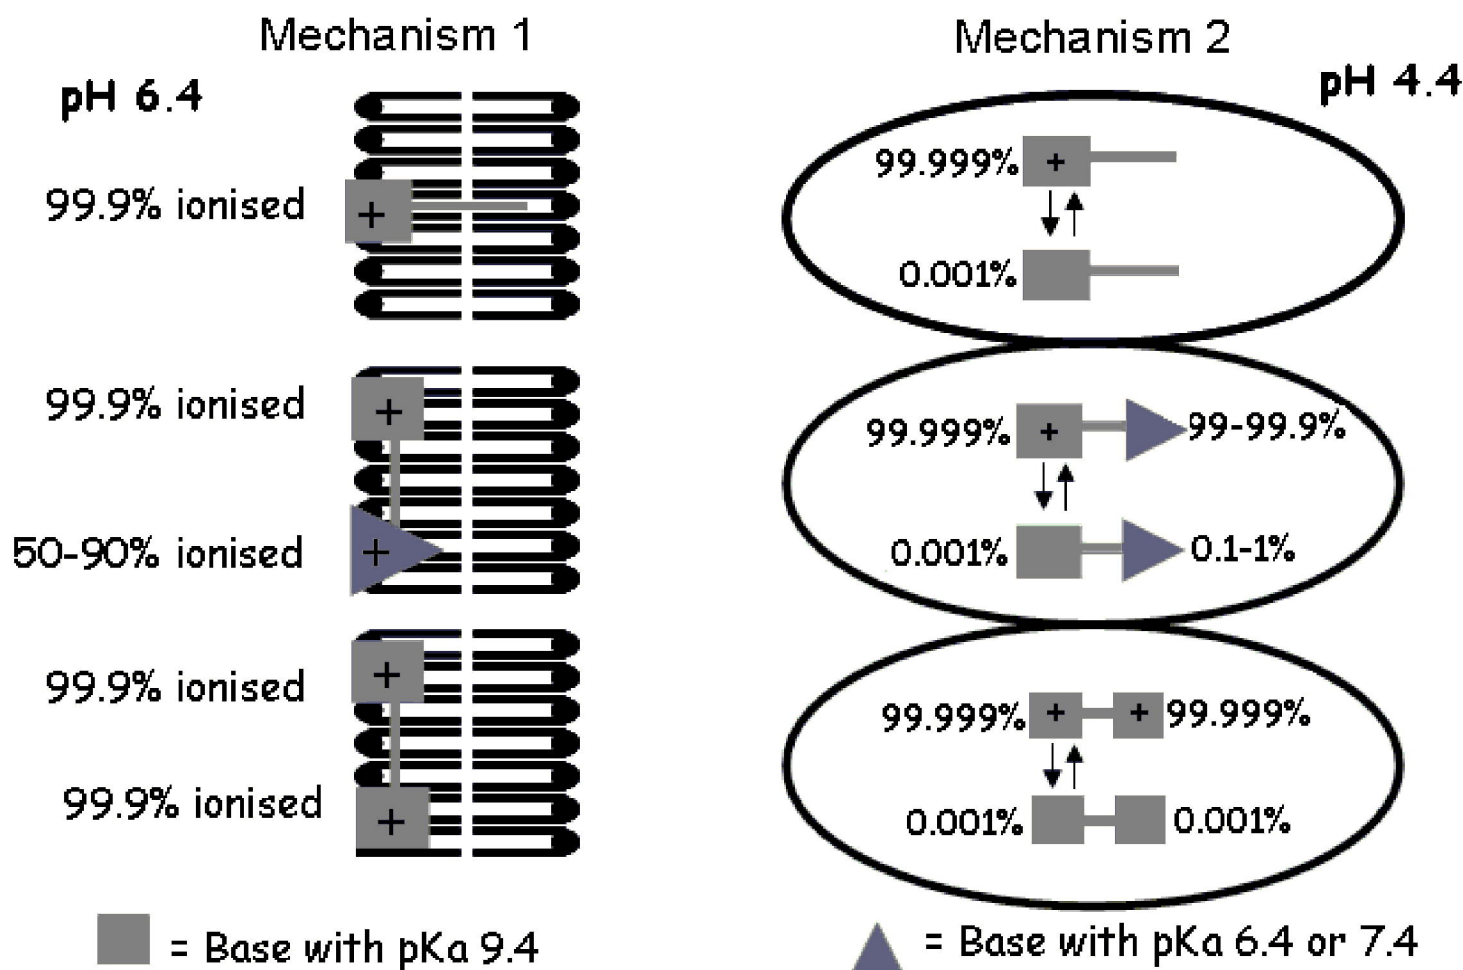 Mechanism 1
Mechanism 2
pH 6.4
pH 4.4
99.9% ionised
+
99.9% ionised
+
50-90% ionised
+
99.9% ionised
+
99.9% ionised
+
99.999%
+
0.001%
99.999%
+
99-99.9%
0.001%
0.1-1%
99.999%
+
+
99.999%
0.001%
0.001%
= Base with pKa 9.4
= Base with pKa 6.4 or 7.4